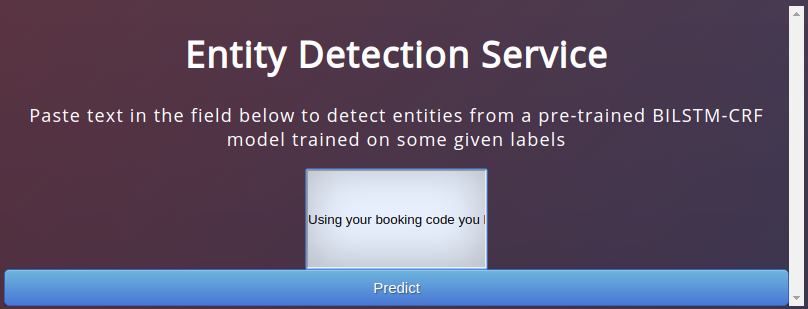 Entity Detection Service
Paste text in the field below to detect entities from a pre-trained BILSTM-CRF
model trained on some given labels
Using your booking code you
Predict